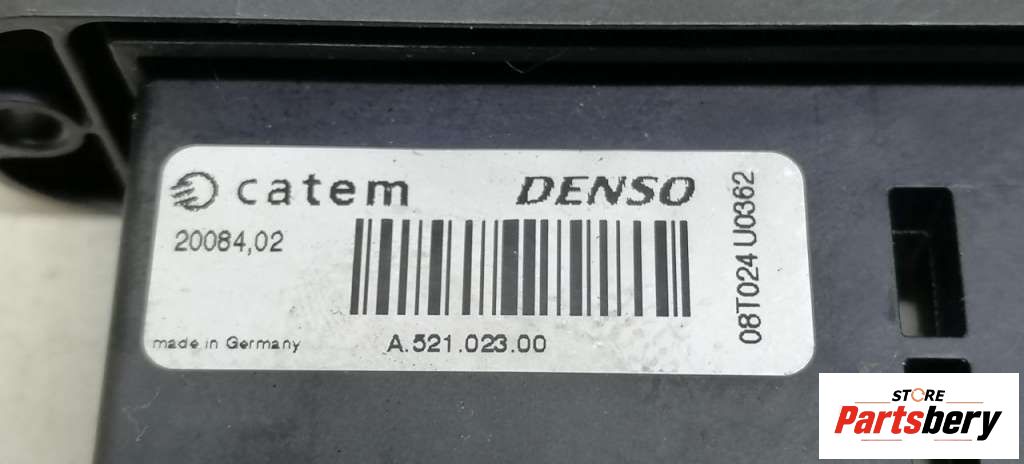 catem DENSO
20084,02
08T024 U0362
made in Germany
A.521.023.00
STORE
Partsbery